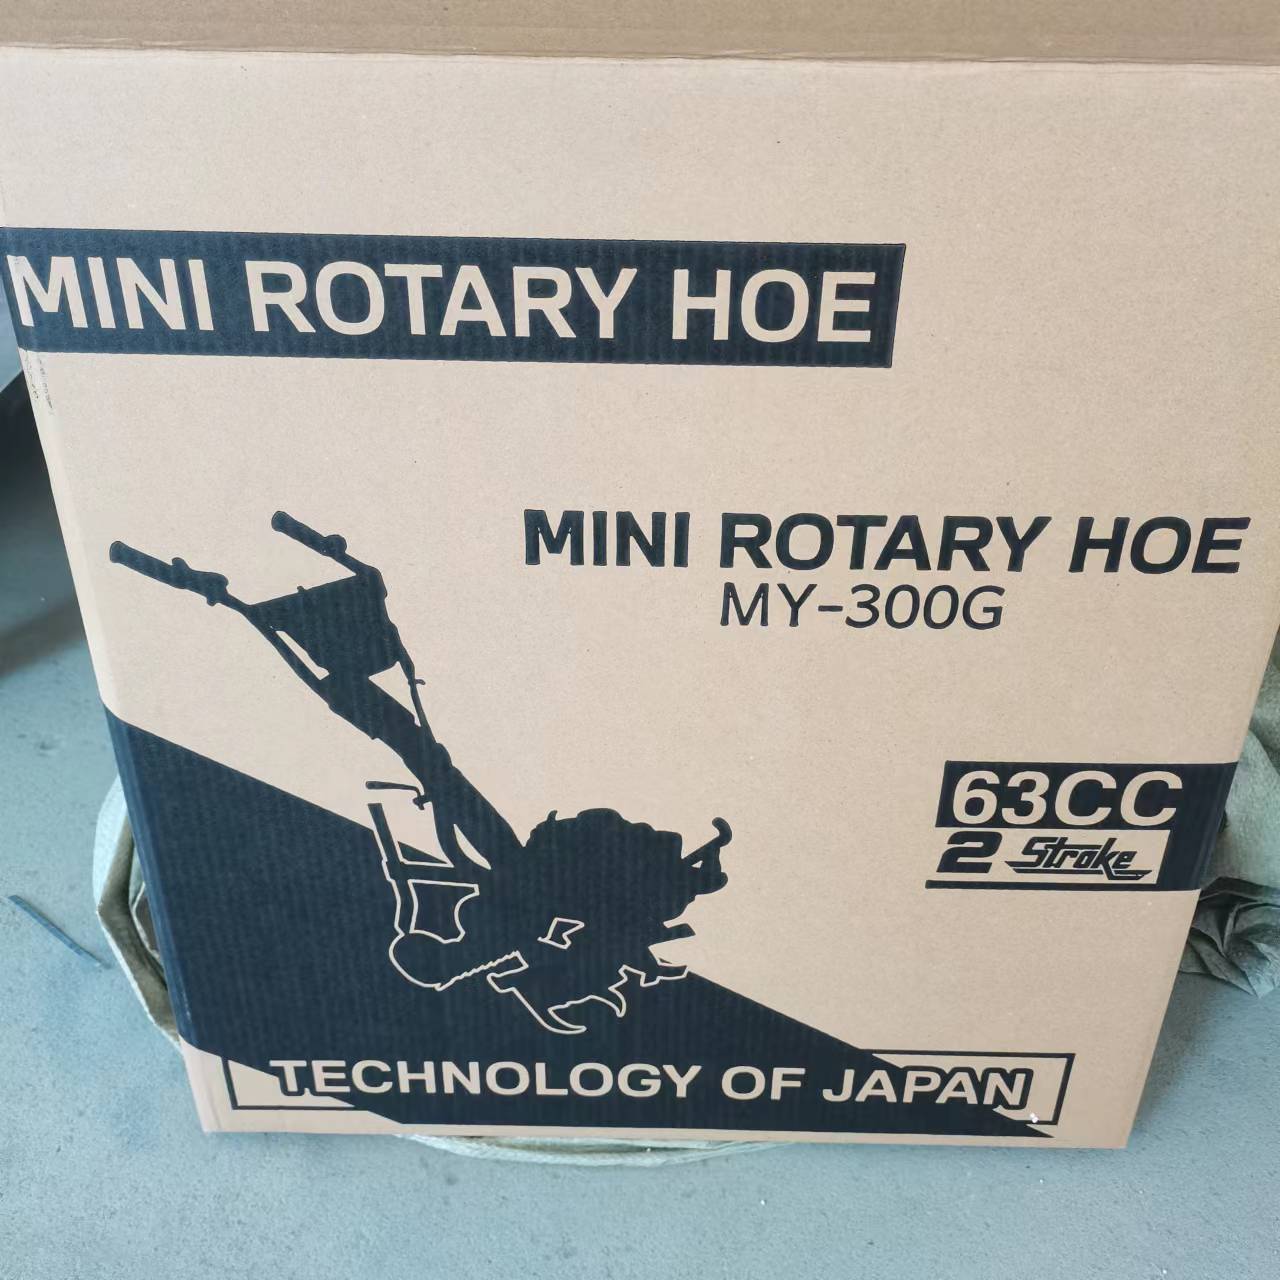 MINI ROTARY HOE
MINI ROTARY HOE
MY-300G
63CC
2 Stroke
TECHNOLOGY OF JAPAN